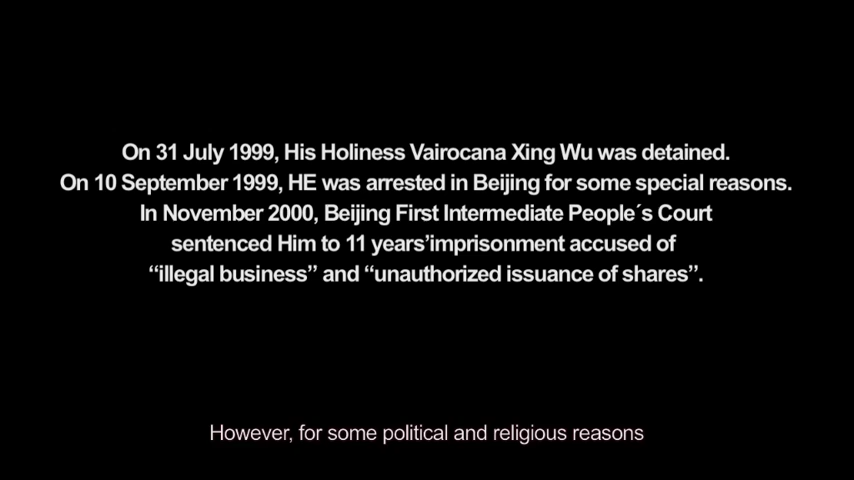 On 31 July 1999, His Holiness Vairocana Xing Wu was detained.
On 10 September 1999, HE was arrested in Beijing for some special reasons.
In November 2000, Beijing First Intermediate People´s Court
sentenced Him to 11 years’imprisonment accused of
“illegal business” and “unauthorized issuance of shares”.
However, for some political and religious reasons